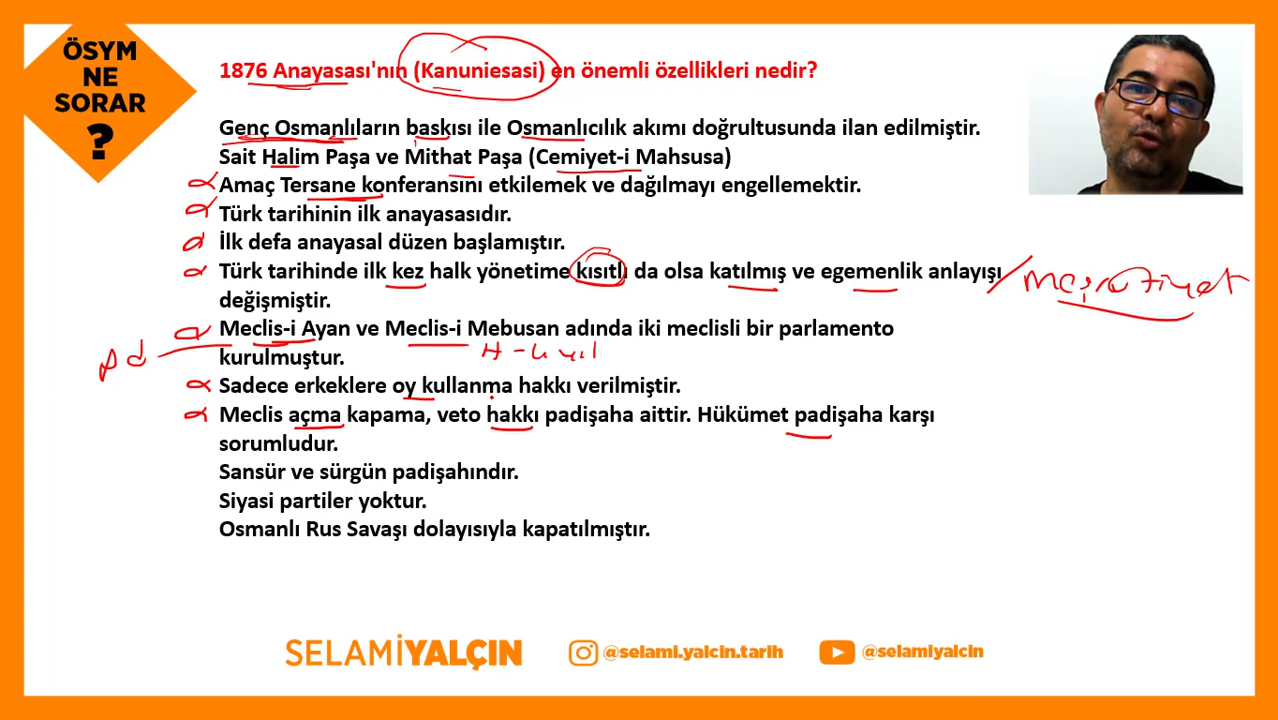 ÖSYM
NE
SORAR
?
1876 Anayasası'nın (Kanuniesasi) en önemli özellikleri nedir?
Genç Osmanlıların baskısı ile Osmanlıcılık akımı doğrultusunda ilan edilmiştir.
Sait Halim Paşa ve Mithat Paşa (Cemiyet-i Mahsusa)
Amaç Tersane konferansını etkilemek ve dağılmayı engellemektir.
Türk tarihinin ilk anayasasıdır.
İlk defa anayasal düzen başlamıştır.
Türk tarihinde ilk kez halk yönetime kısıtlı da olsa katılmış ve egemenlik anlayışı
değişmiştir.
Meşrutiyet
Meclis-i Ayan ve Meclis-i Mebusan adında iki meclisli bir parlamento
kurulmuştur.
Pd
Sadece erkeklere oy kullanma hakkı verilmiştir.
Meclis açma kapama, veto hakkı padişaha aittir. Hükümet padişaha karşı
sorumludur.
Sansür ve sürgün padişahındır.
Siyasi partiler yoktur.
Osmanlı Rus Savaşı dolayısıyla kapatılmıştır.
SELAMİYALÇIN
@selami.yalcin.tarih
@selamiyalcin